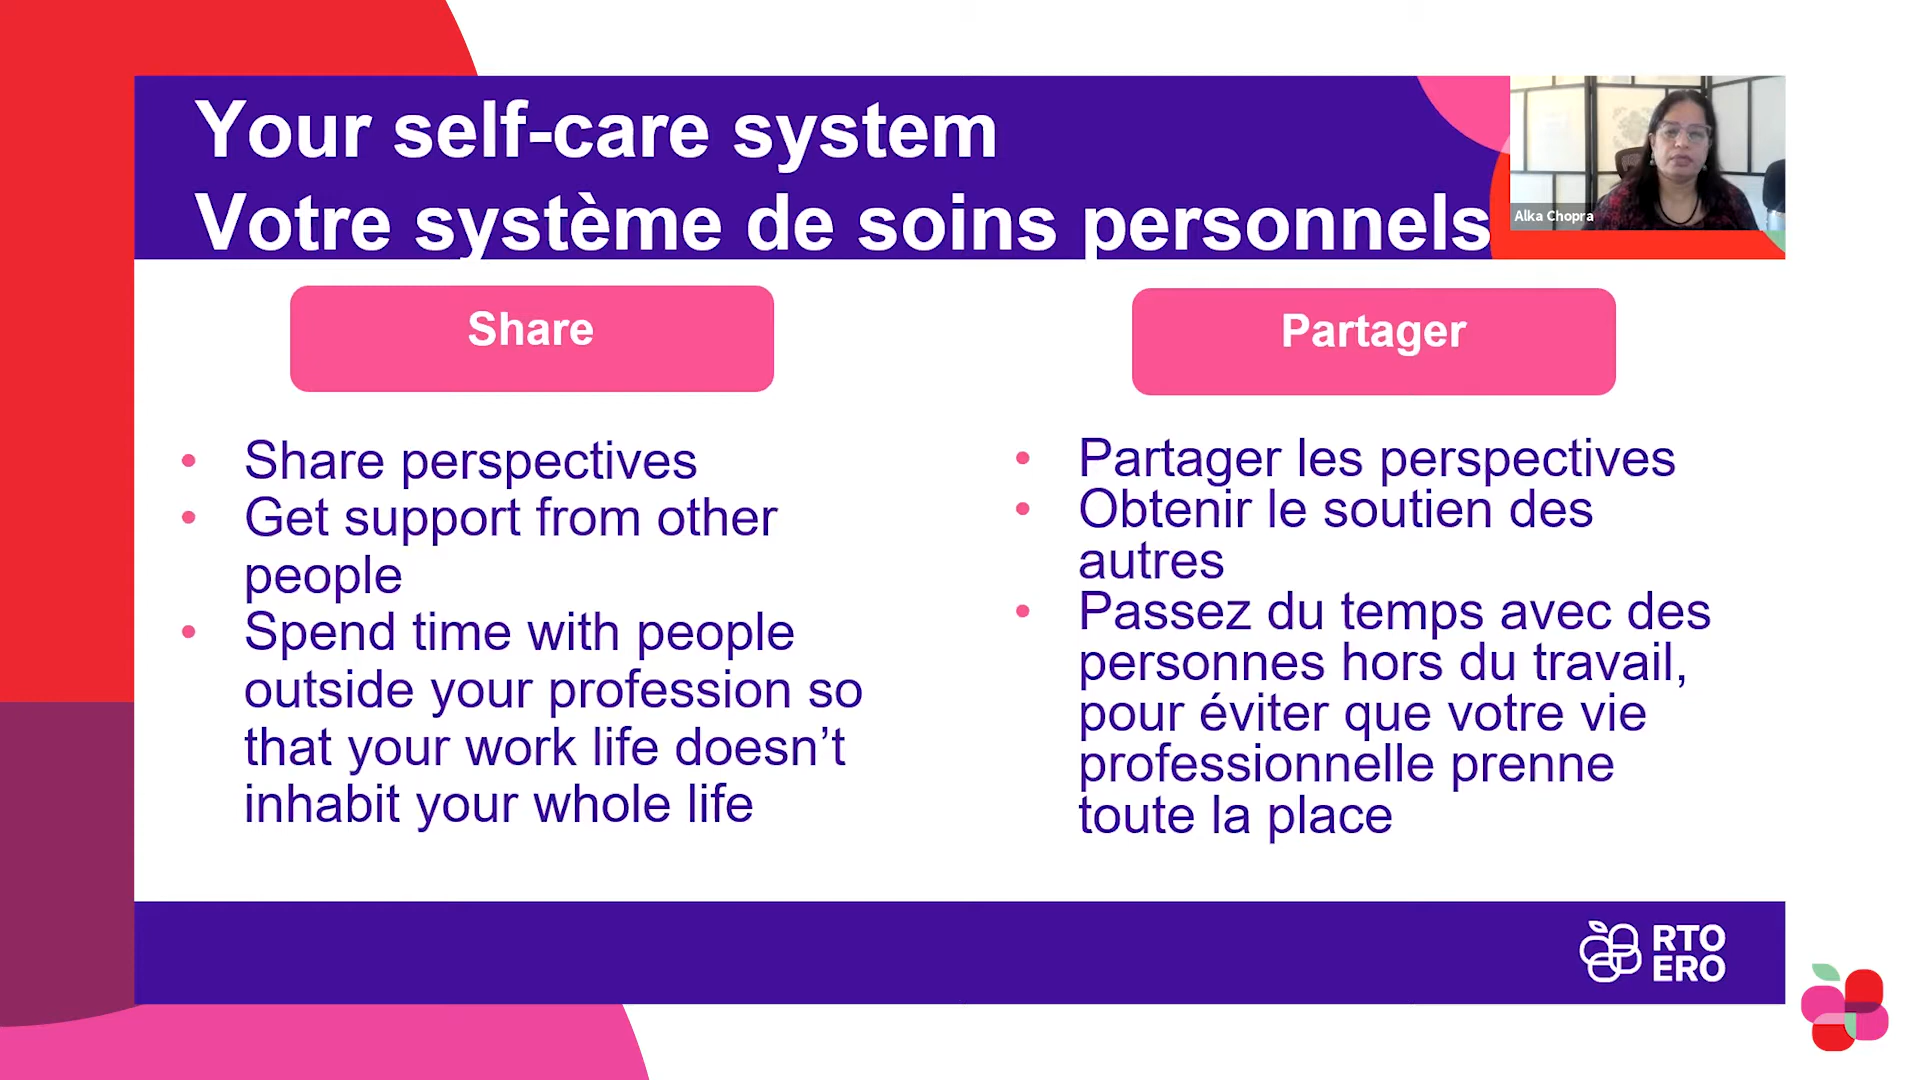 Your self-care system
Votre système de soins personnels
Alka Chopra
Share
• Share perspectives
• Get support from other
people
• Spend time with people
outside your profession so
that your work life doesn’t
inhabit your whole life
Partager
• Partager les perspectives
• Obtenir le soutien des
autres
• Passez du temps avec des
personnes hors du travail,
pour éviter que votre vie
professionnelle prenne
toute la place
RTO
ERO